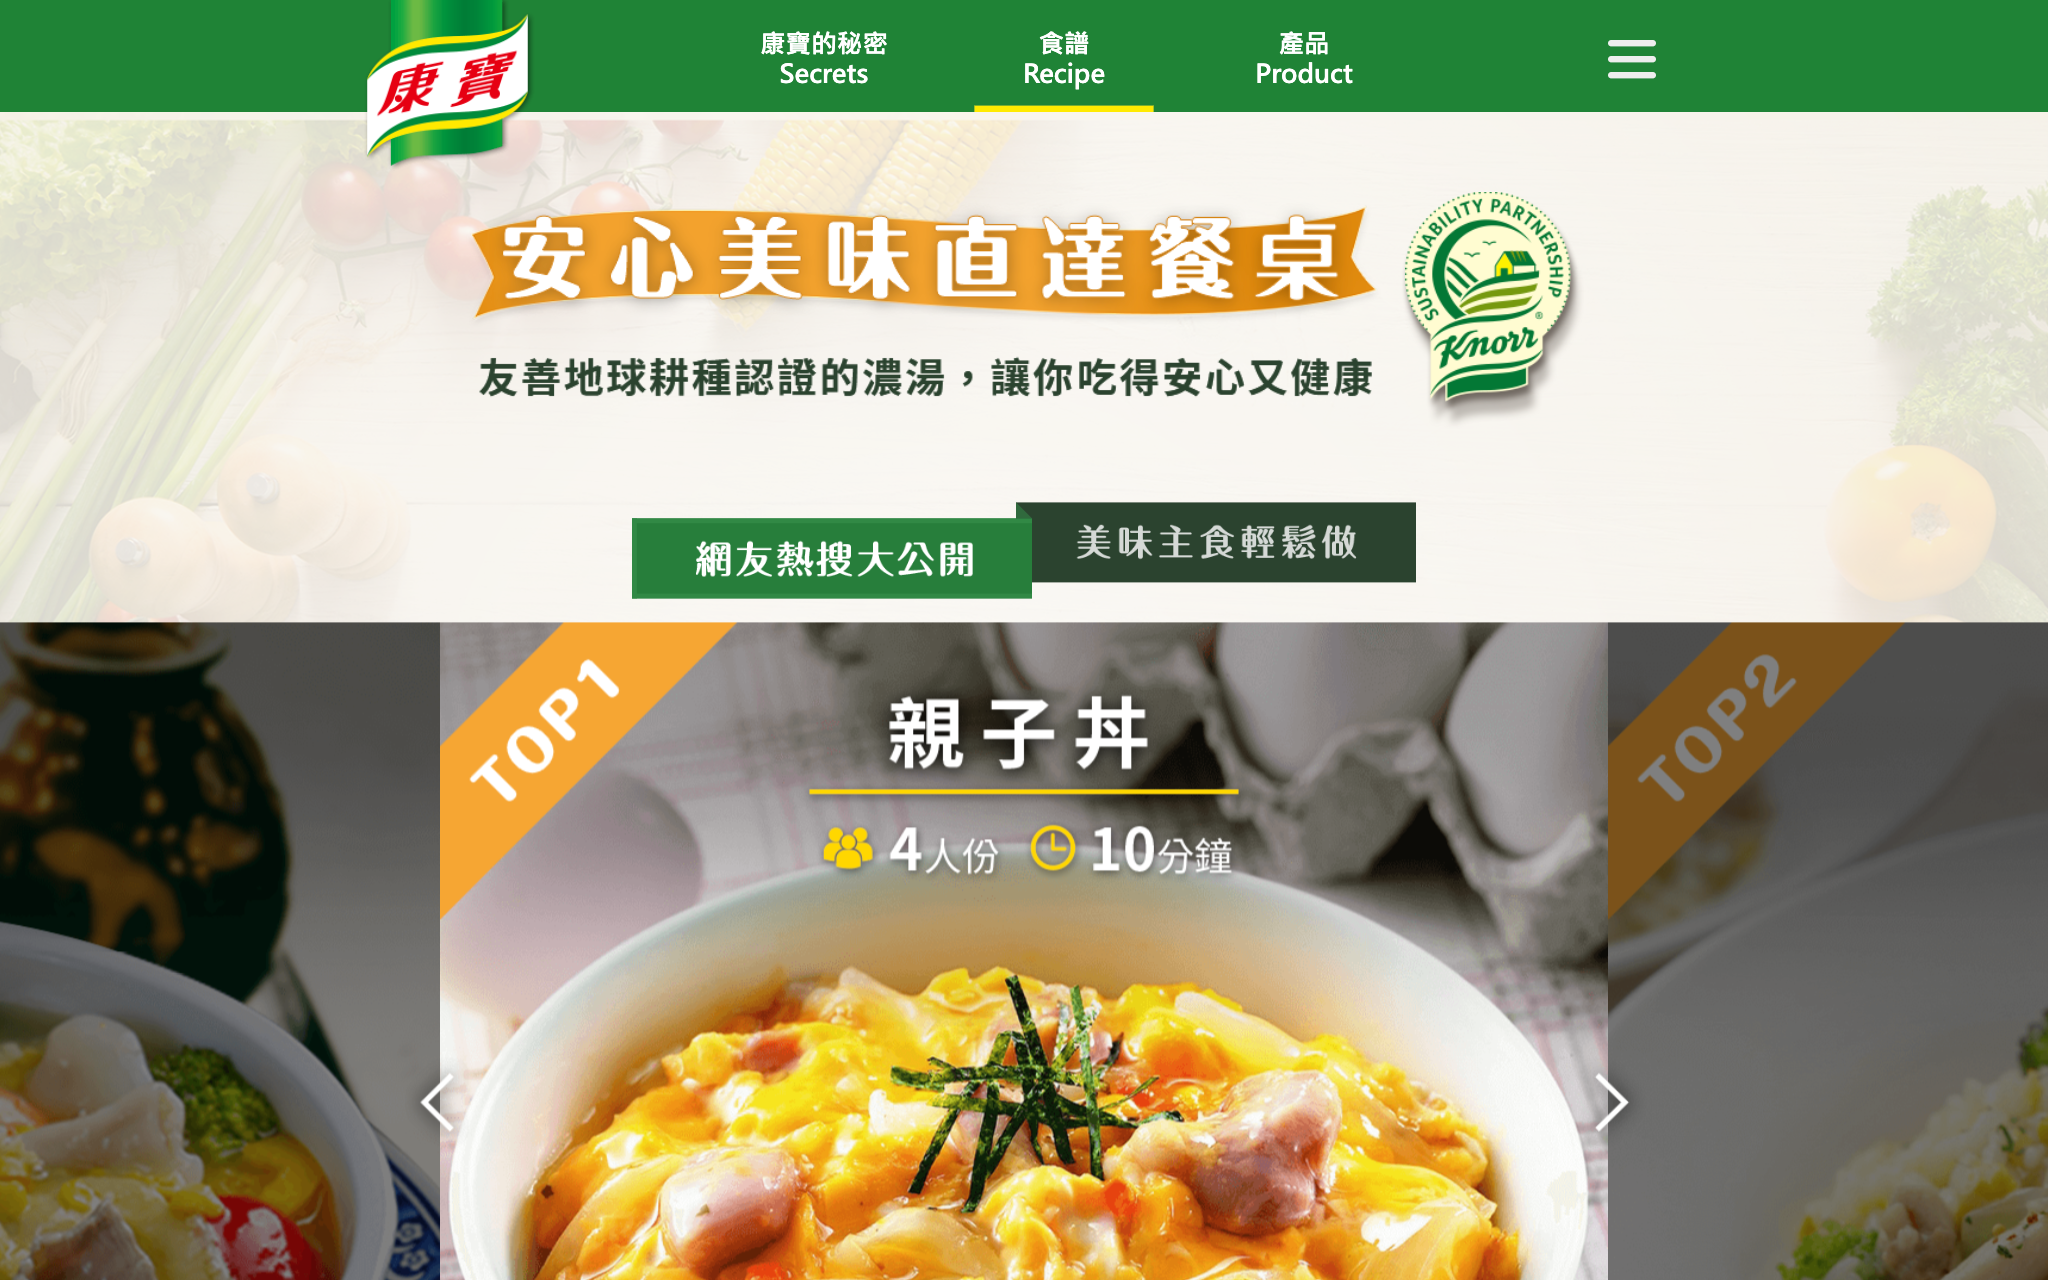 康寶
康寶的秘密
Secrets
食譜
Recipe
產品
Product
安心美味直達餐桌
SUSTAINABILITY PARTNERSHIP
Knorr®
友善地球耕種認證的濃湯，讓你吃得安心又健康
網友熱搜大公開
美味主食輕鬆做
TOP1
親子丼
4人份 10分鐘
TOP2